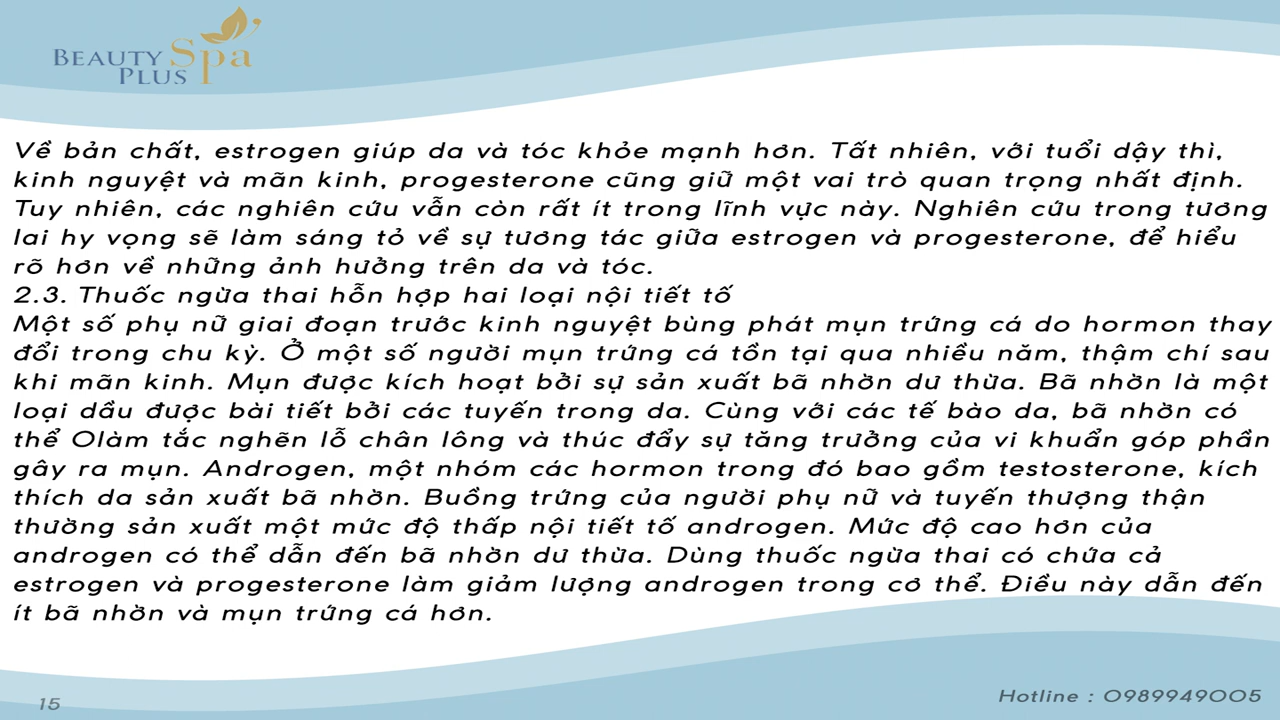 BEAUTY Spa
PLUS
Về bản chất, estrogen giúp da và tóc khỏe mạnh hơn. Tất nhiên, với tuổi dậy thì,
kinh nguyệt và mãn kinh, progesterone cũng giữ một vai trò quan trọng nhất định.
Tuy nhiên, các nghiên cứu vẫn còn rất ít trong lĩnh vực này. Nghiên cứu trong tương
lai hy vọng sẽ làm sáng tỏ về sự tương tác giữa estrogen và progesterone, để hiểu
rõ hơn về những ảnh hưởng trên da và tóc.
2.3. Thuốc ngừa thai hỗn hợp hai loại nội tiết tố
Một số phụ nữ giai đoạn trước kinh nguyệt bùng phát mụn trứng cá do hormon thay
đổi trong chu kỳ. Ở một số người mụn trứng cá tồn tại qua nhiều năm, thậm chí sau
khi mãn kinh. Mụn được kích hoạt bởi sự sản xuất bã nhờn dư thừa. Bã nhờn là một
loại dầu được bài tiết bởi các tuyến trong da. Cùng với các tế bào da, bã nhờn có
thể 0làm tắc nghẽn lỗ chân lông và thúc đẩy sự tăng trưởng của vi khuẩn góp phần
gây ra mụn. Androgen, một nhóm các hormon trong đó bao gồm testosterone, kích
thích da sản xuất bã nhờn. Buồng trứng của người phụ nữ và tuyến thượng thận
thường sản xuất một mức độ thấp nội tiết tố androgen. Mức độ cao hơn của
androgen có thể dẫn đến bã nhờn dư thừa. Dùng thuốc ngừa thai có chứa cả
estrogen và progesterone làm giảm lượng androgen trong cơ thể. Điều này dẫn đến
ít bã nhờn và mụn trứng cá hơn.
15
Hotline : 0989949005